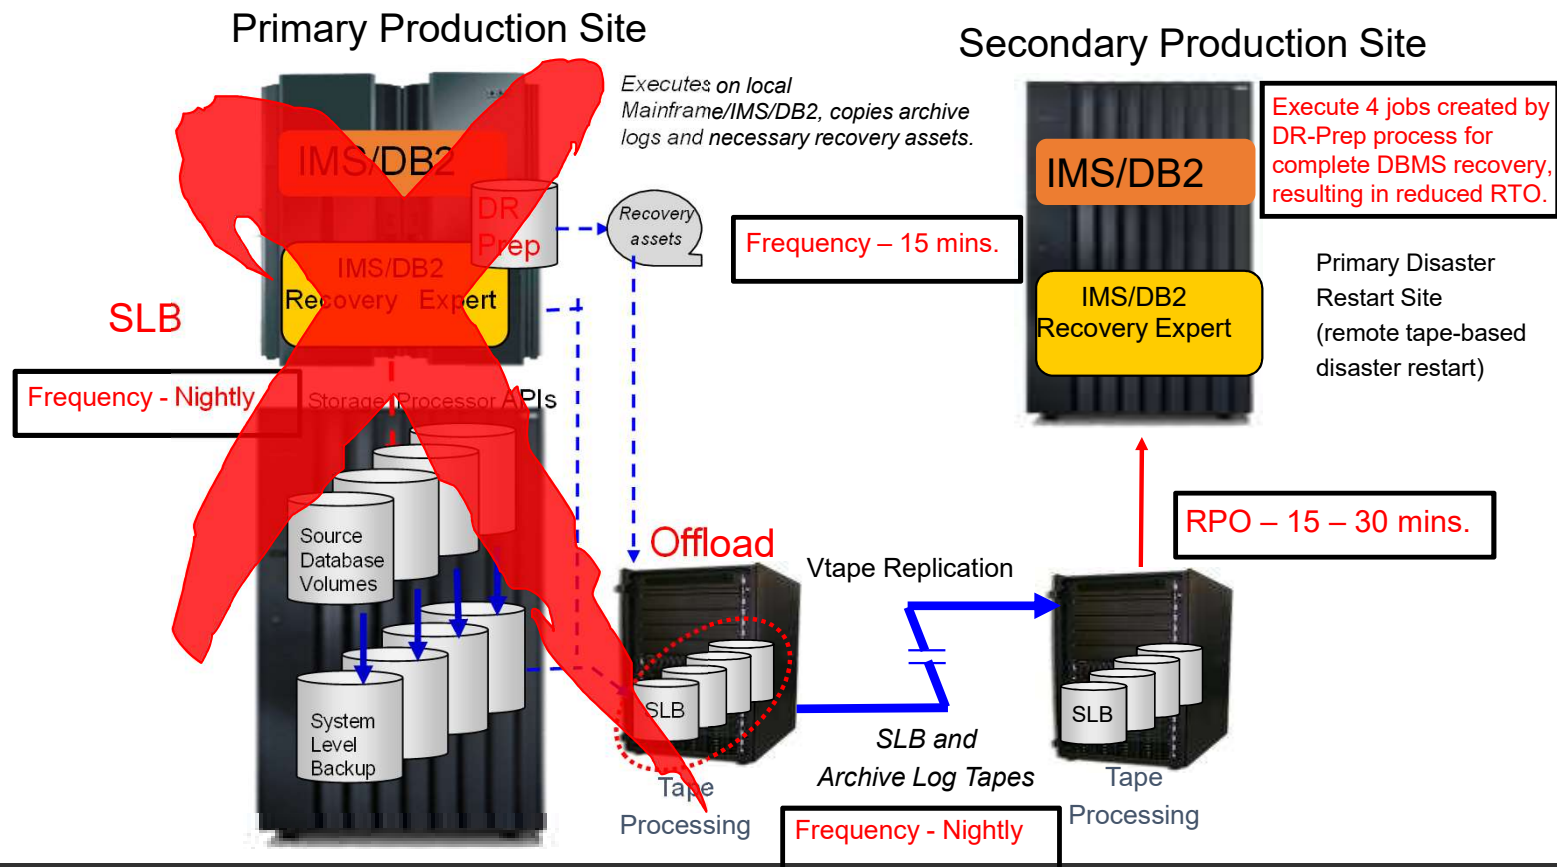 Primary Production Site
Secondary Production Site
Executes on local
Mainframe/IMS/DB2, copies archive
logs and necessary recovery assets.
IMS/DB2
DR
Prep
Recovery
assets
IMS/DB2
Recovery Expert
SLB
Frequency - Nightly
Storage Processor APIs
Source
Database
Volumes
System
Level
Backup
Frequency – 15 mins.
IMS/DB2
IMS/DB2
Recovery Expert
Execute 4 jobs created by
DR-Prep process for
complete DBMS recovery,
resulting in reduced RTO.
Primary Disaster
Restart Site
(remote tape-based
disaster restart)
RPO – 15 – 30 mins.
Offload
SLB
Tape
Processing
Vtape Replication
SLB and
Archive Log Tapes
Frequency - Nightly
SLB
Tape
Processing